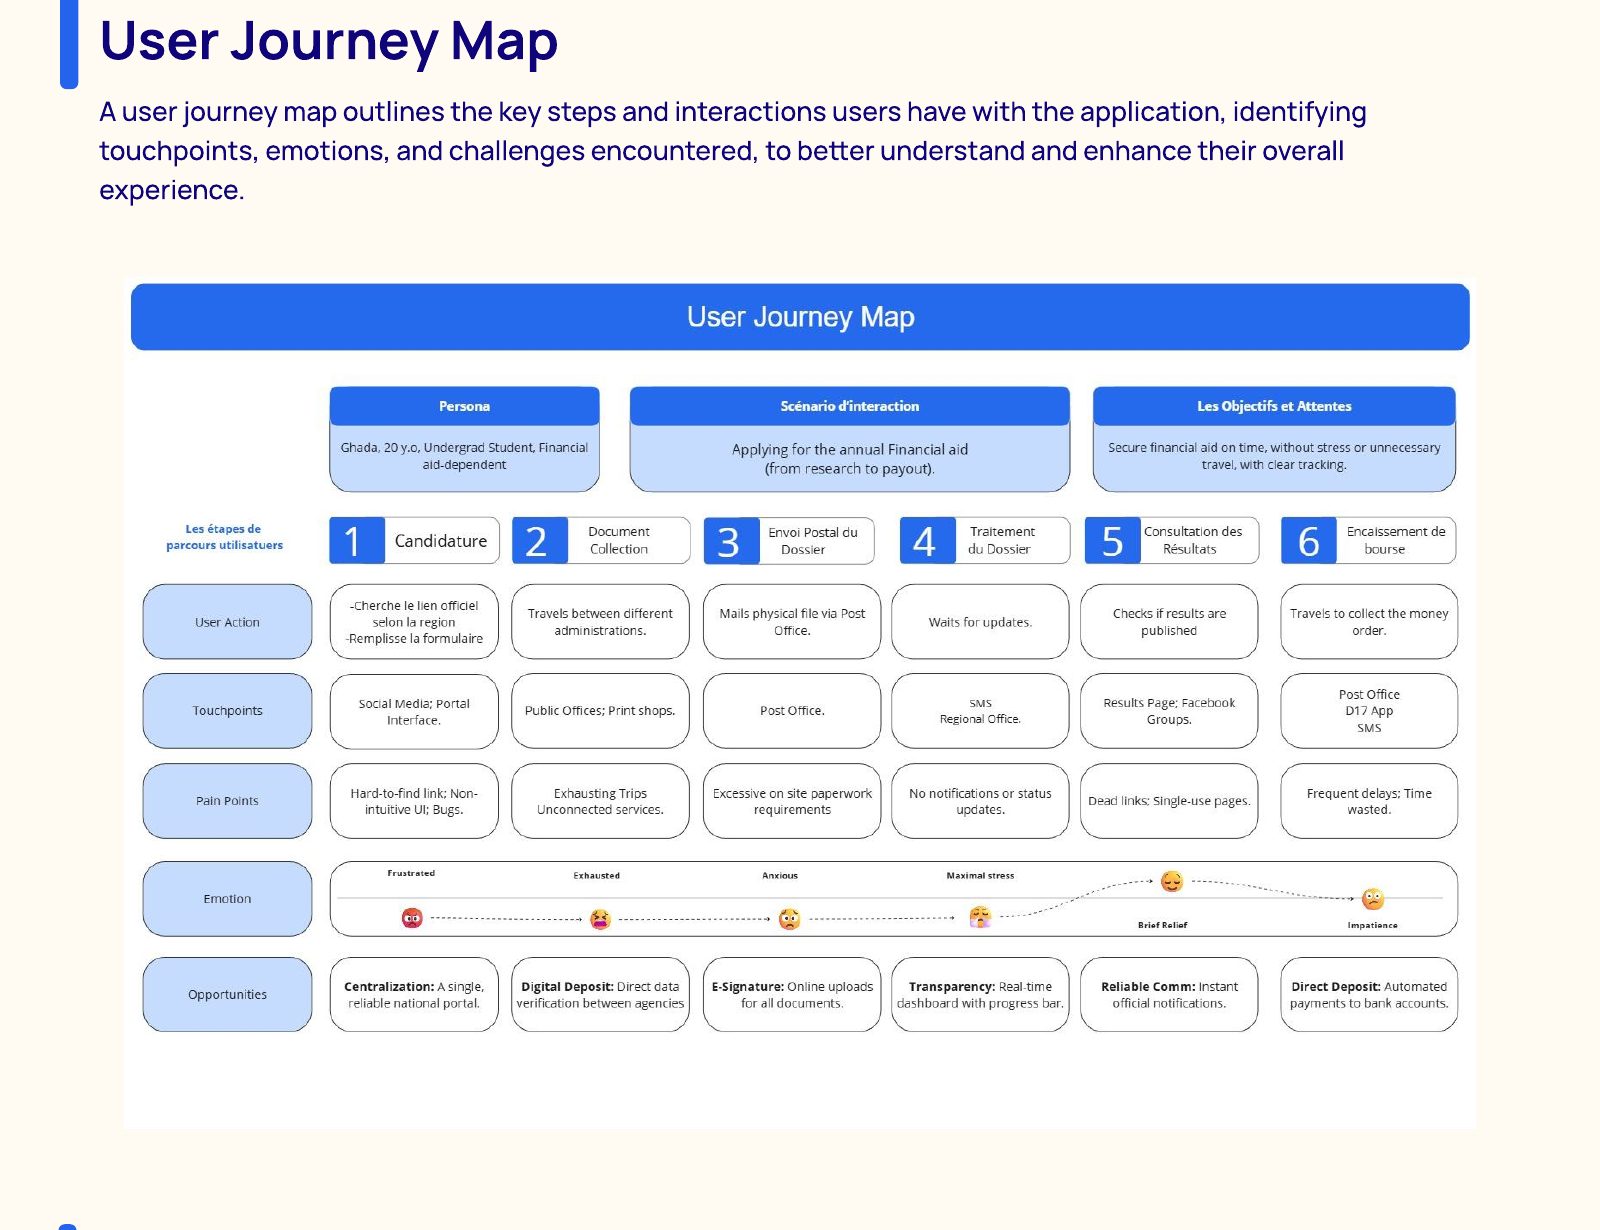 User Journey Map
A user journey map outlines the key steps and interactions users have with the application, identifying
touchpoints, emotions, and challenges encountered, to better understand and enhance their overall
experience.
User Journey Map
Persona
Ghada, 20 y.o, Undergrad Student, Financial
aid-dependent
Scénario d'interaction
Applying for the annual Financial aid
(from research to payout).
Les Objectifs et Attentes
Secure financial aid on time, without stress or unnecessary
travel, with clear tracking.
Les étapes de
parcours utilisatuers
1 Candidature
2 Document
Collection
3 Envoi Postal du
Dossier
4 Traitement
du Dossier
5 Consultation des
Résultats
6 Encaissement de
bourse
User Action
-Cherche le lien officiel
selon la region
-Remplisse la formulaire
Travels between different
administrations.
Mails physical file via Post
Office.
Waits for updates.
Checks if results are
published
Travels to collect the money
order.
Touchpoints
Social Media; Portal
Interface.
Public Offices; Print shops.
Post Office.
SMS
Regional Office.
Results Page; Facebook
Groups.
Post Office
D17 App
SMS
Pain Points
Hard-to-find link; Non-
intuitive UI; Bugs.
Exhausting Trips
Unconnected services.
Excessive on site paperwork
requirements
No notifications or status
updates.
Dead links; Single-use pages.
Frequent delays; Time
wasted.
Emotion
Frustrated
Exhausted
Anxious
Maximal stress
Brief Relief
Impatience
Opportunities
Centralization: A single,
reliable national portal.
Digital Deposit: Direct data
verification between agencies
E-Signature: Online uploads
for all documents.
Transparency: Real-time
dashboard with progress bar.
Reliable Comm: Instant
official notifications.
Direct Deposit: Automated
payments to bank accounts.